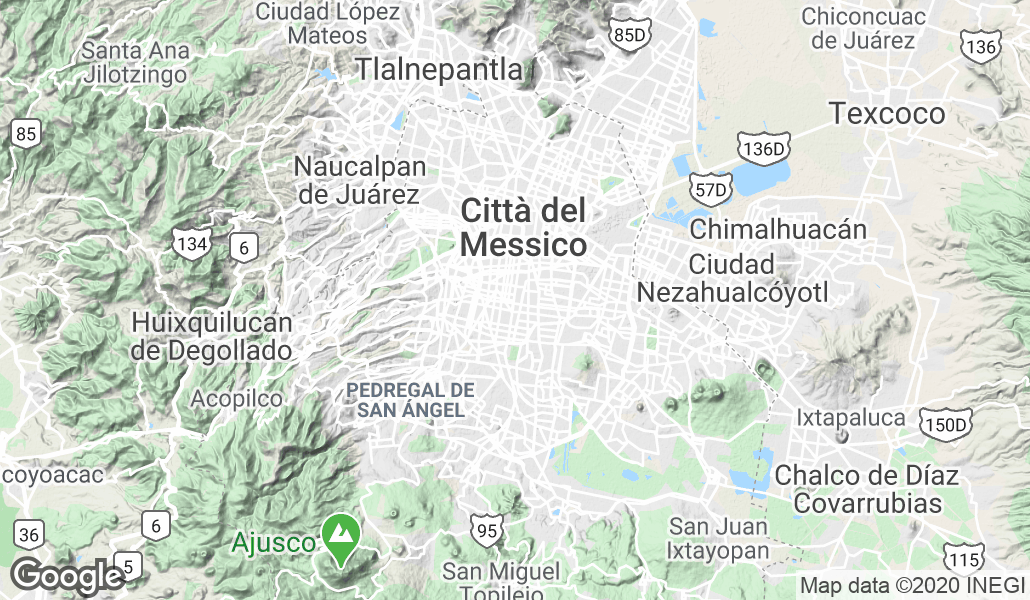 Ciudad López
Mateos
85D
Chiconcuac
de Juárez
136
Santa Ana
Jilotzingo
Tlalnepantla
Texcoco
85
136D
Naucalpan
de Juárez
57D
Città del
Messico
Chimalhuacán
134
6
Ciudad
Nezahualcóyotl
Huixquilucan
de Degollado
PEDREGAL DE
SAN ÁNGEL
Acopilco
Ixtapaluca
150D
coyoacac
Chalco de Díaz
Covarrubias
36
6
Ajusco
95
San Juan
Ixtayopan
115
5
San Miguel
Topilejo
Google
Map data ©2020 INEGI